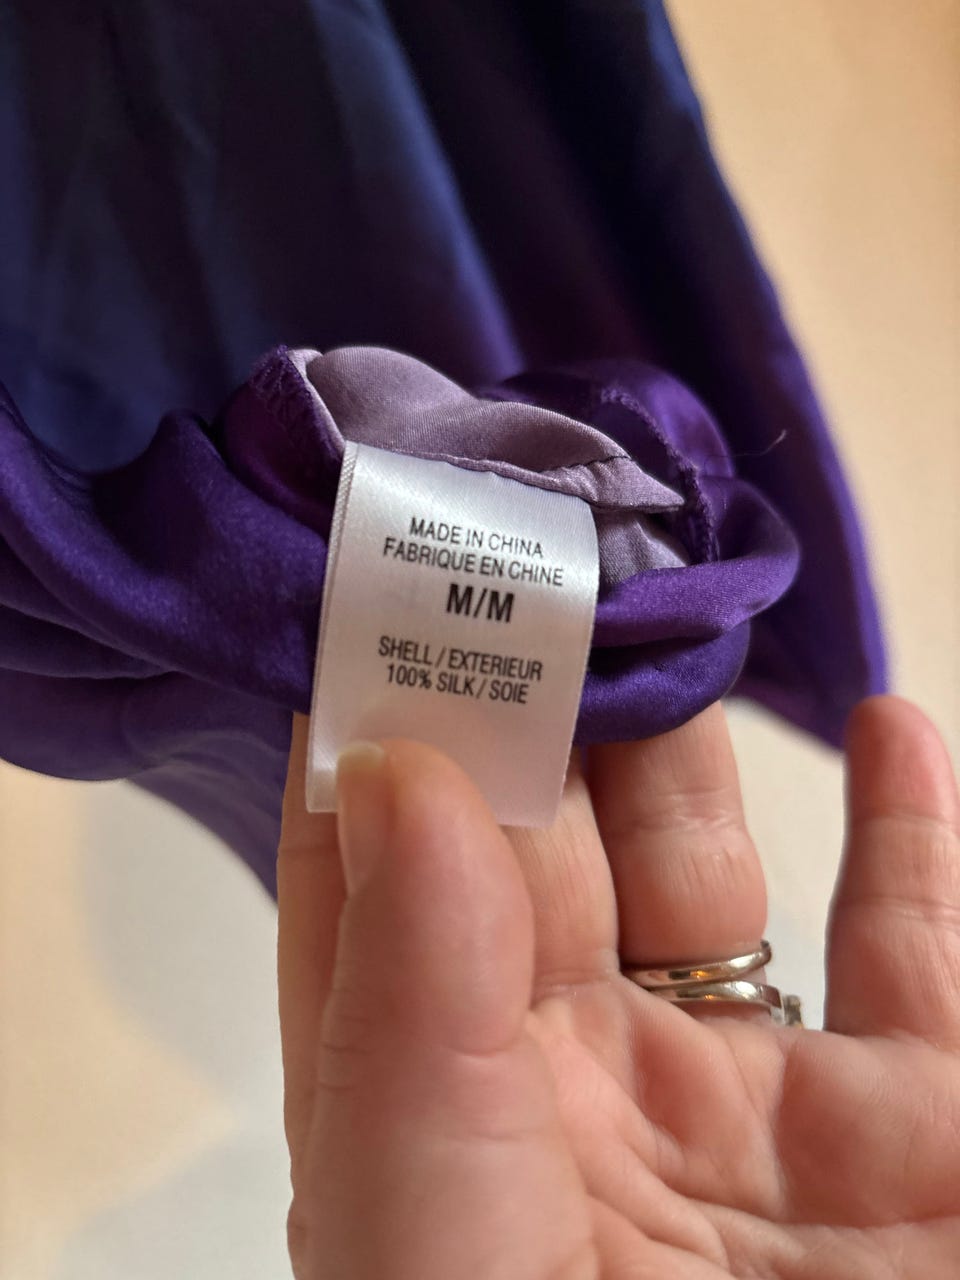 MADE IN CHINA
FABRIQUE EN CHINE
M/M
SHELL/EXTERIEUR
100% SILK/SOIE